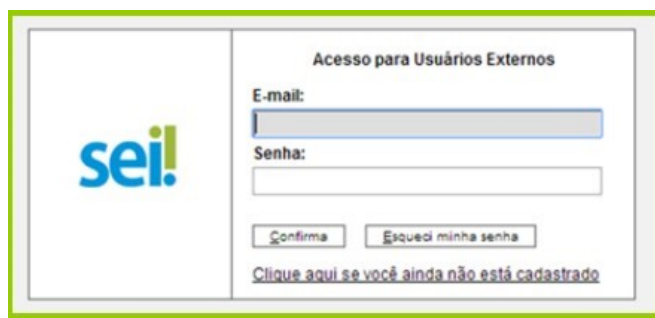 sei!
Acesso para Usuários Externos
E-mail:
Senha:
Confirma Esqueci minha senha
Clique aqui se você ainda não está cadastrado